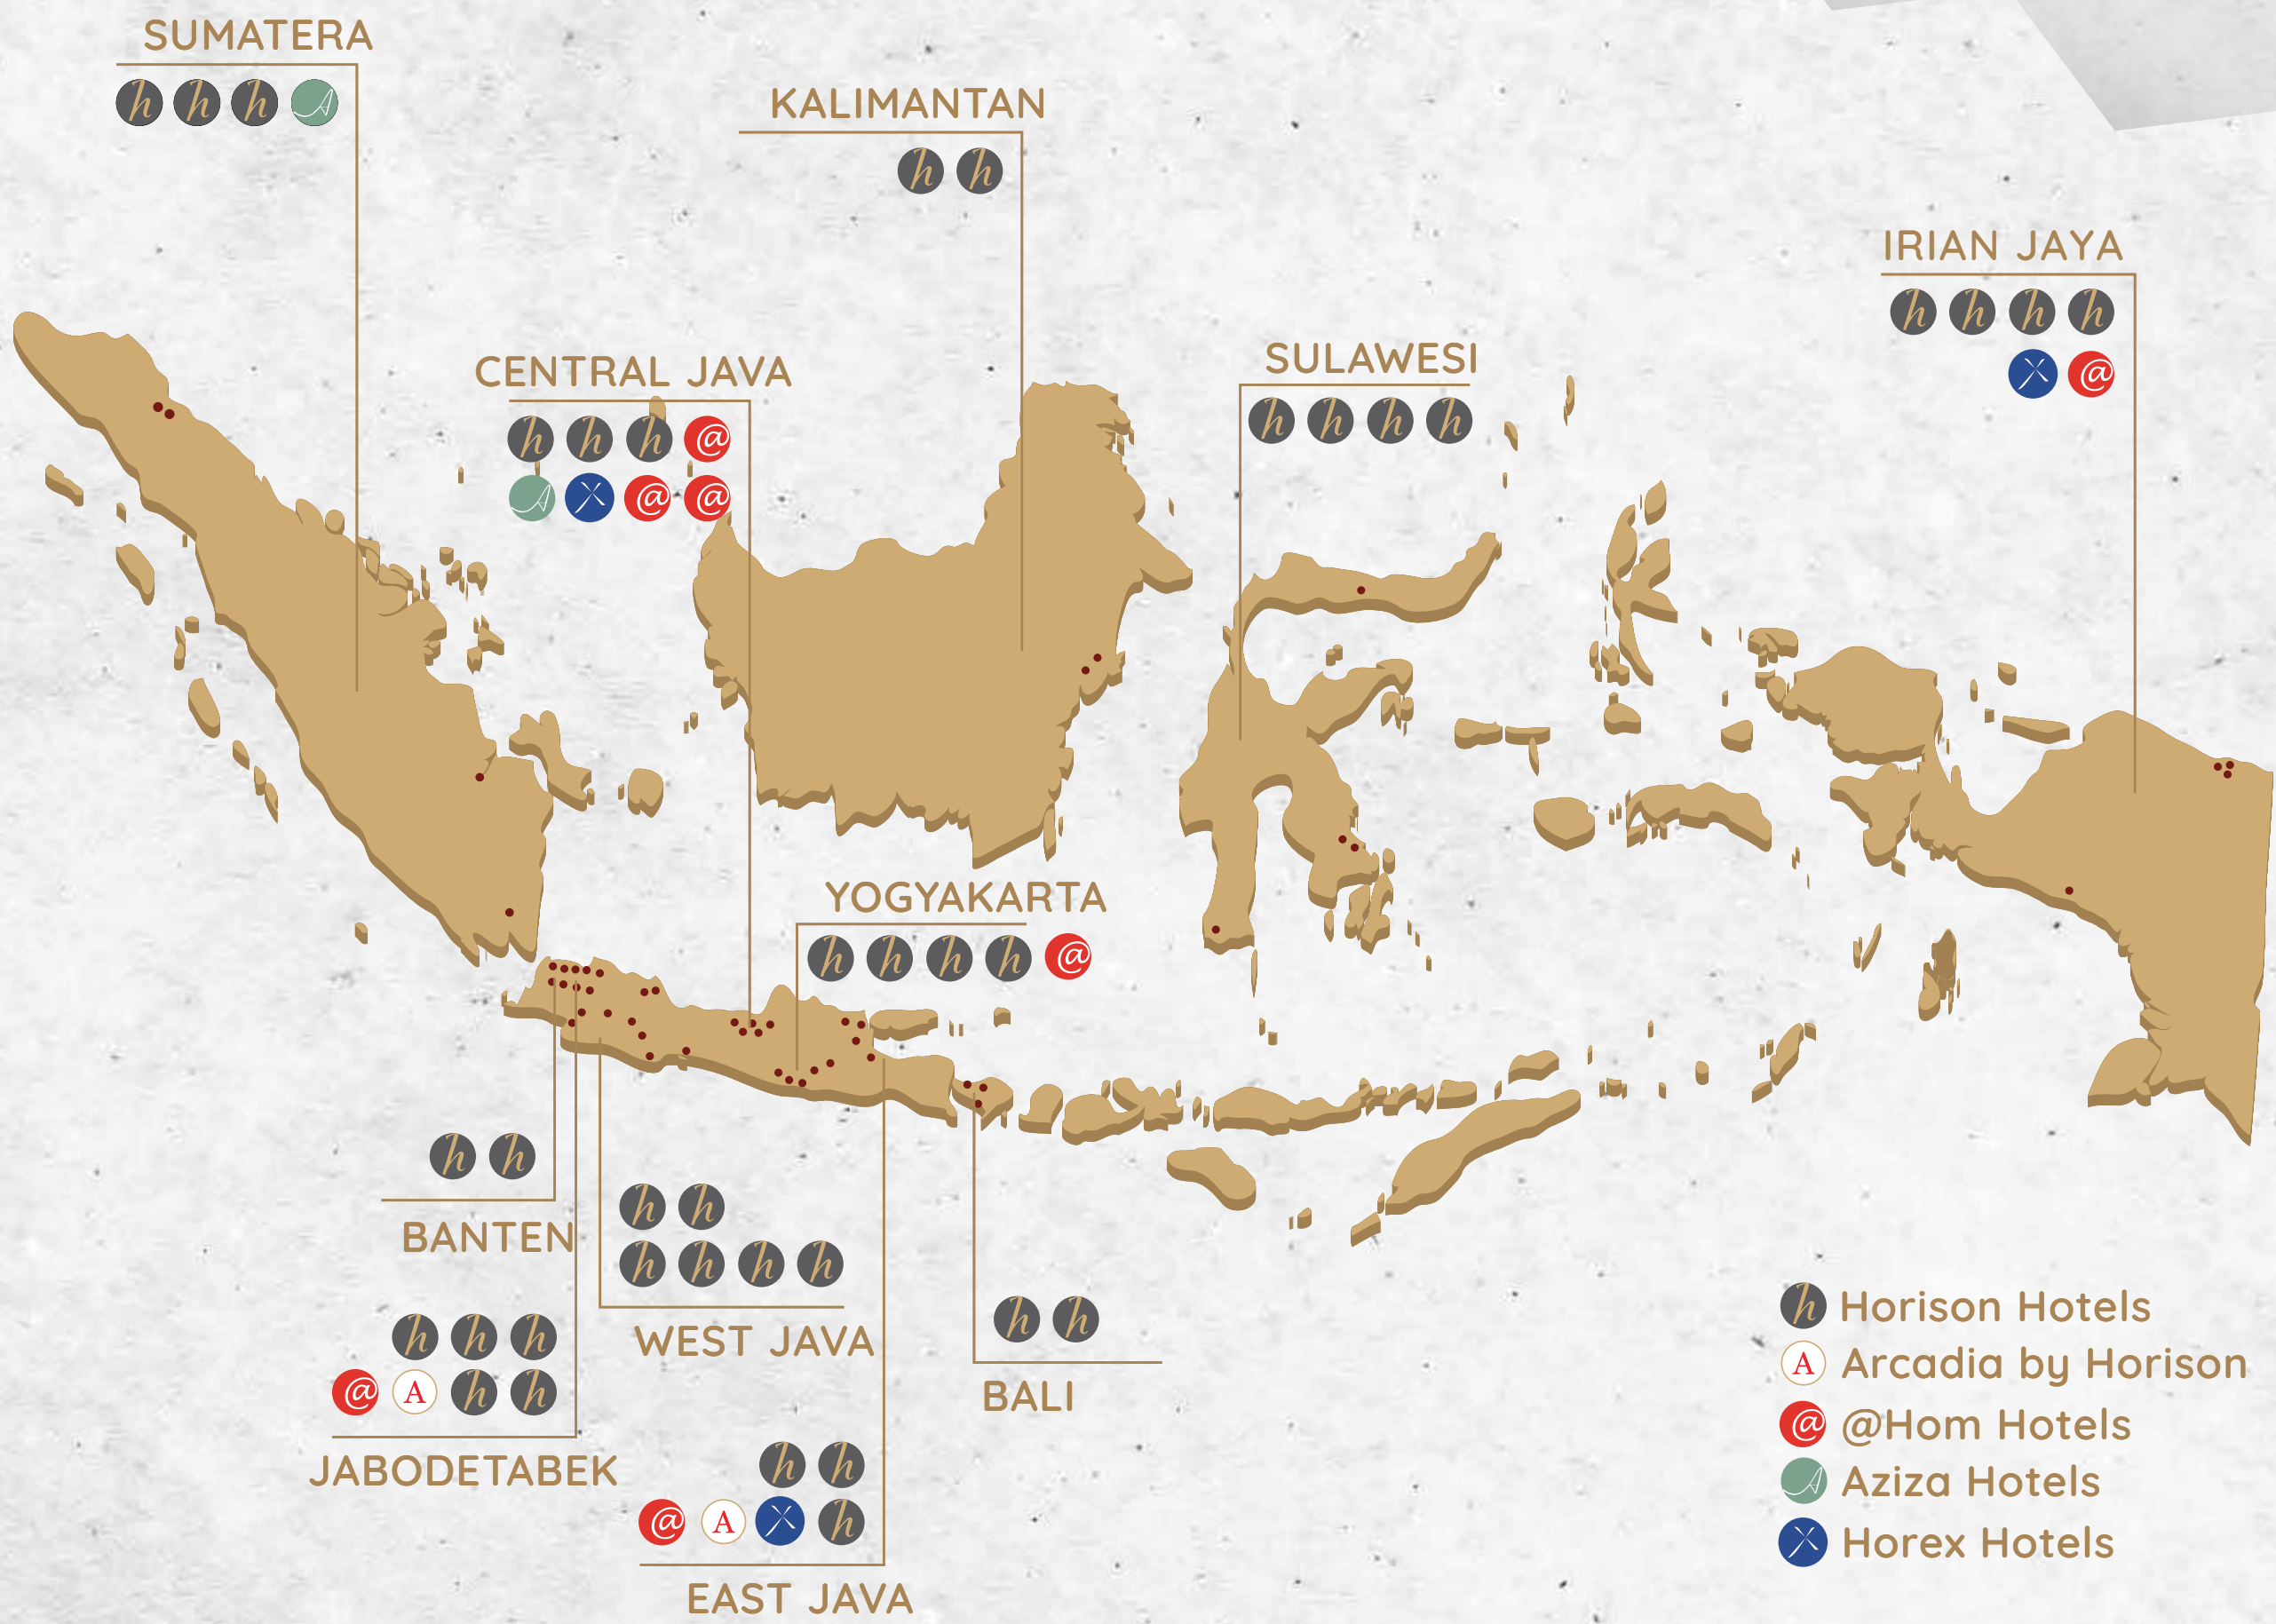 SUMATERA
h h h A
KALIMANTAN
h h
IRIAN JAYA
h h h h
X @
CENTRAL JAVA
h h h @
A X @ @
SULAWESI
h h h h
YOGYAKARTA
h h h h @
h h
BANTEN
h h
h h h h
WEST JAVA
h h h
@ A h h
JABODETABEK
h h
BALI
h h
@ A X h
EAST JAVA
h Horison Hotels
A Arcadia by Horison
@ @Hom Hotels
A Aziza Hotels
X Horex Hotels